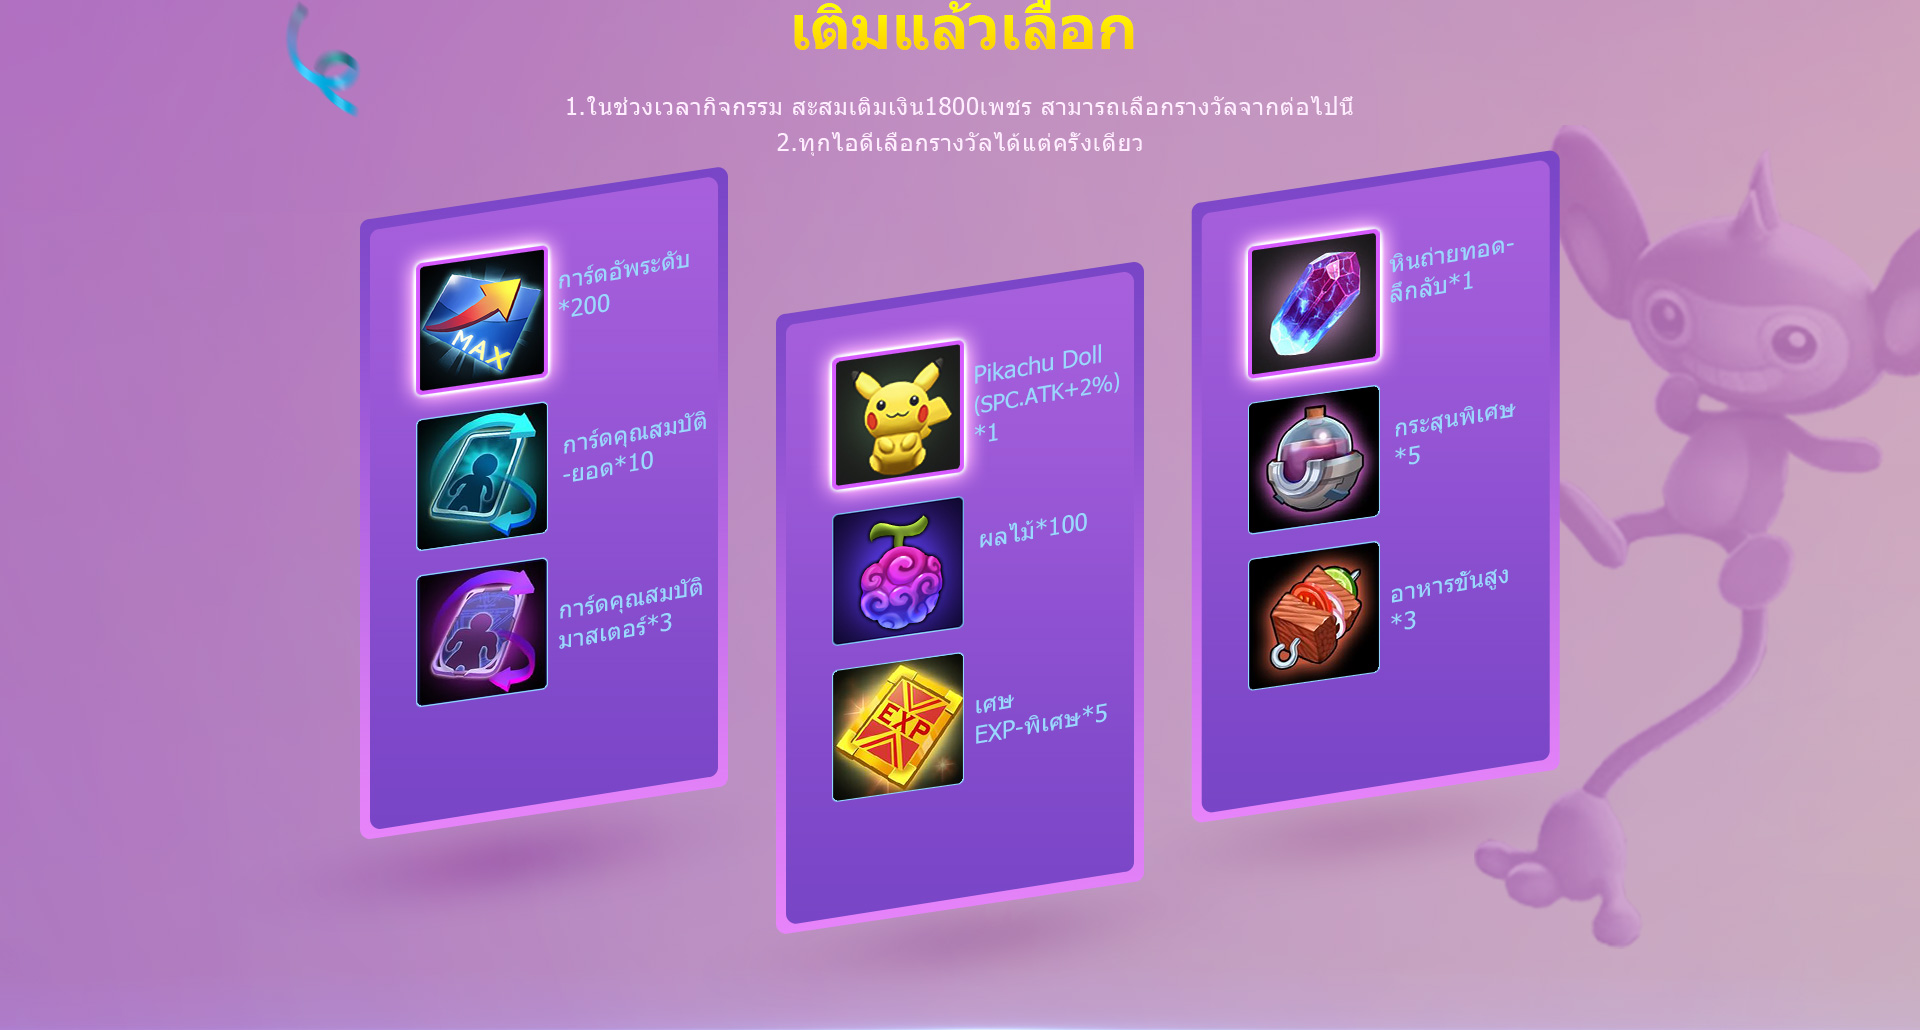 เติมแล้วเลือก
1.ในช่วงเวลากิจกรรม สะสมเติมเงิน1800เพชร สามารถเลือกรางวัลจากต่อไปนี้
2.ทุกไอดีเลือกรางวัลได้แต่ครั้งเดียว
MAX
การ์ดอัพระดับ
*200
การ์ดคุณสมบัติ
-ยอด*10
การ์ดคุณสมบัติ
มาสเตอร์*3
Pikachu Doll
(SPC.ATK+2%)
*1
ผลไม้*100
EXP
เศษ
EXP-พิเศษ*5
หินถ่ายทอด-
ลึกลับ*1
กระสุนพิเศษ
*5
อาหารขั้นสูง
*3